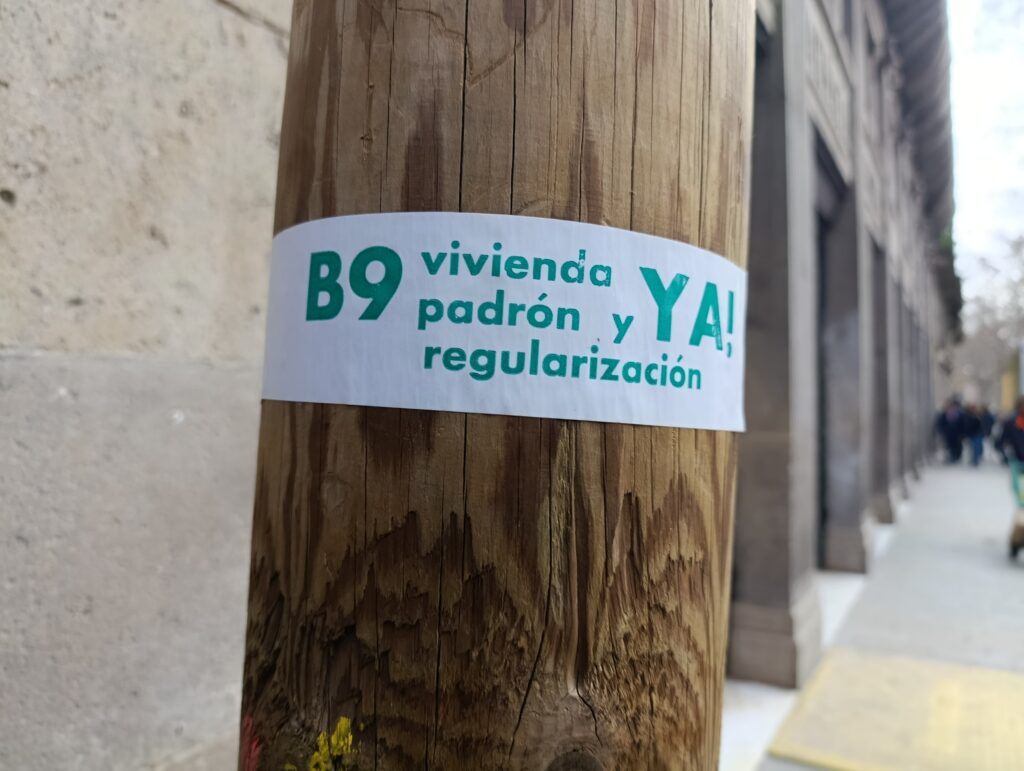 B9 vivienda
padrón y YA!
regularización